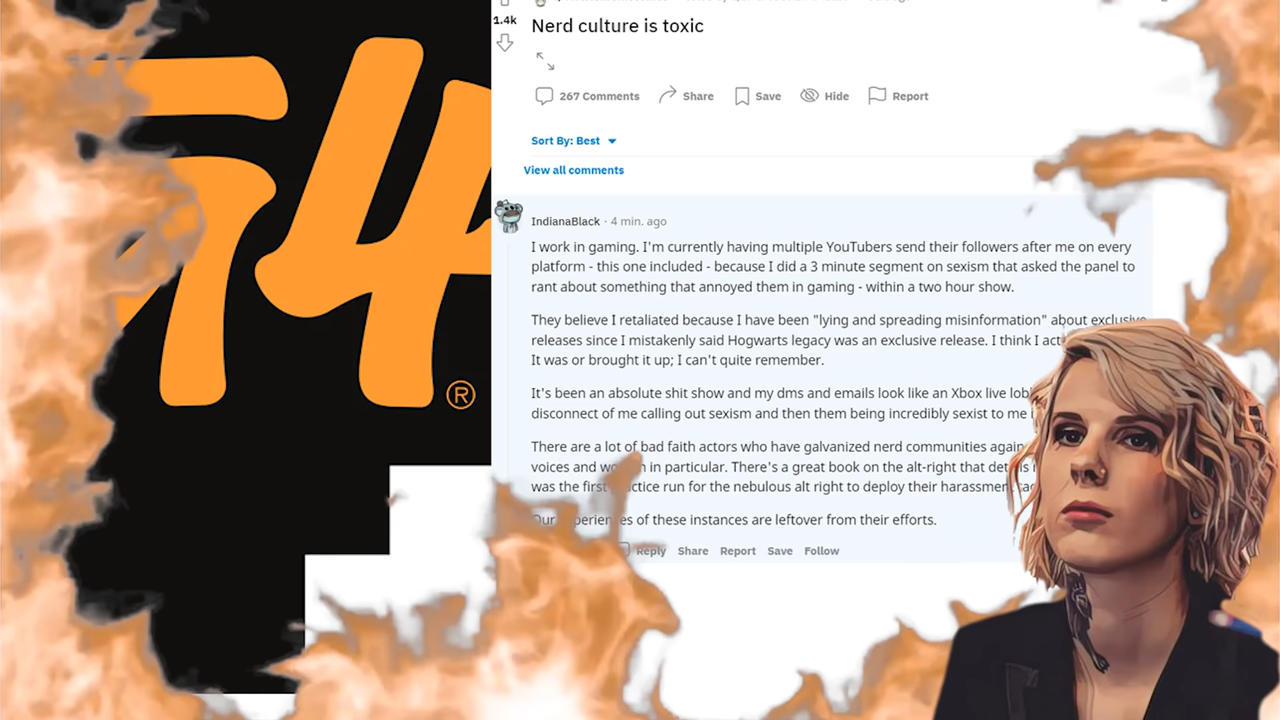 4
®
1.4k
Nerd culture is toxic
267 Comments Share Save Hide Report
Sort By: Best
View all comments
IndianaBlack · 4 min. ago
I work in gaming. I'm currently having multiple YouTubers send their followers after me on every
platform - this one included - because I did a 3 minute segment on sexism that asked the panel to
rant about something that annoyed them in gaming - within a two hour show.
They believe I retaliated because I have been "lying and spreading misinformation" about exclusive
releases since I mistakenly said Hogwarts legacy was an exclusive release. I think I
It was or brought it up; I can't quite remember.
It's been an absolute shit show and my dms and emails look like an Xbox live
disconnect of me calling out sexism and then them being incredibly sexist to me
There are a lot of bad faith actors who have galvanized nerd communities
voices and in particular. There's a great book on the alt-right that
was the first practice run for the nebulous alt right to deploy their
Our experiences of these instances are leftover from their efforts.
Reply Share Report Save Follow